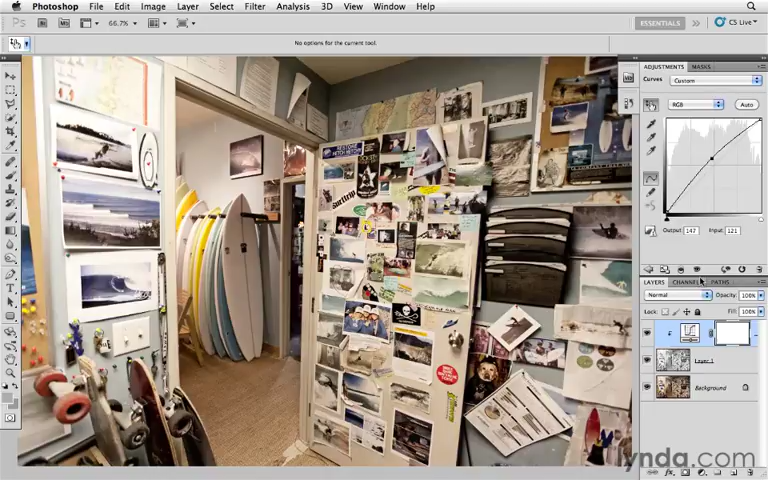 Photoshop File Edit Image Layer Select Filter Analysis 3D View Window Help
66.7%
ESSENTIALS
CS Live
No options for the current tool.
ADJUSTMENTS MASKS
Curves Custom
RGB Auto
Output: 147 Input: 121
LAYERS CHANNELS PATHS
Normal Opacity: 100%
Lock: Fill: 100%
Layer 1
Background
lynda.com